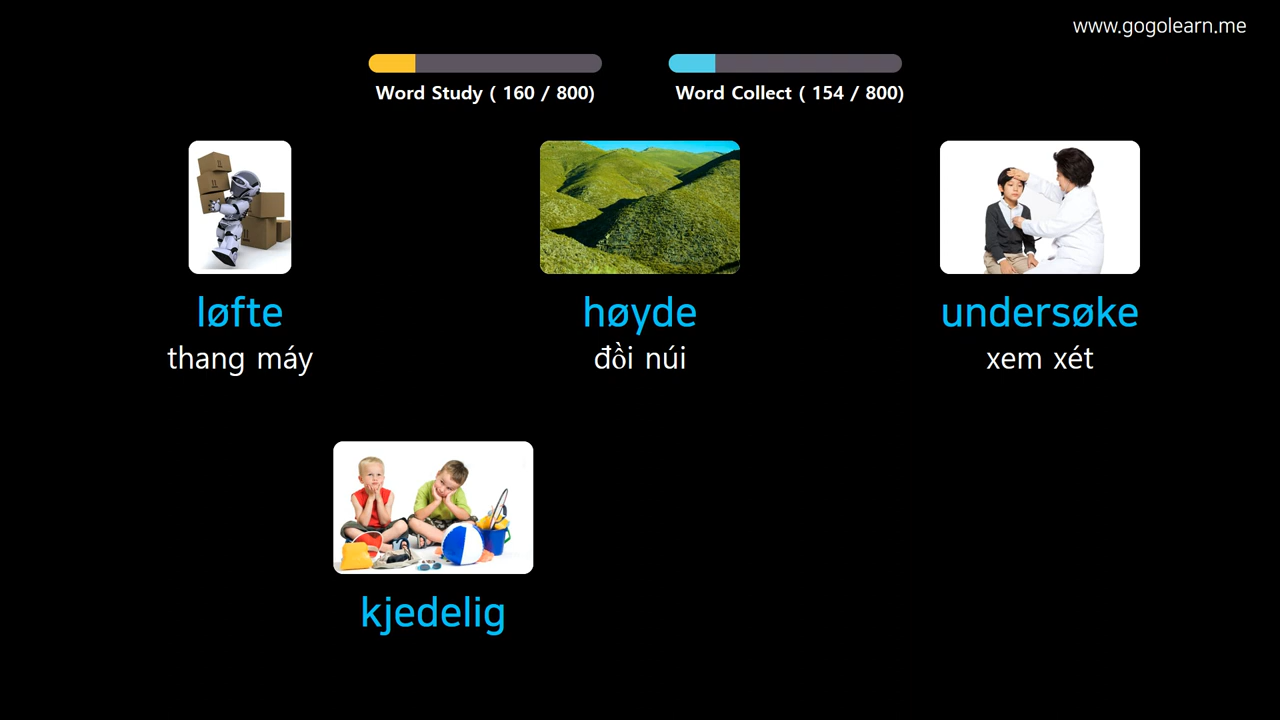 www.gogolearn.me
Word Study ( 160 / 800)
Word Collect ( 154 / 800)
løfte
thang máy
høyde
đồi núi
undersøke
xem xét
kjedelig